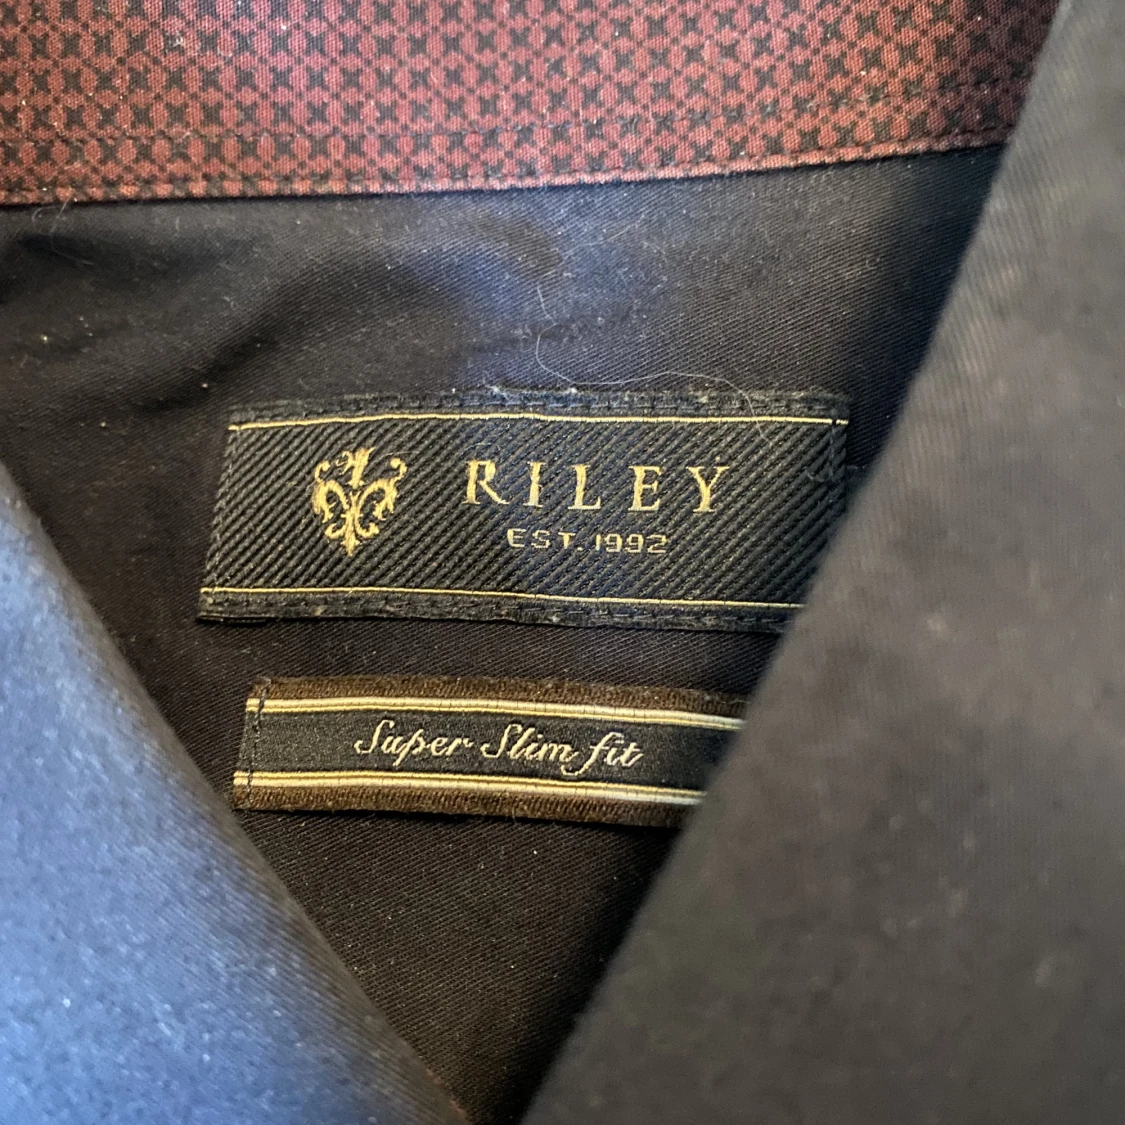 RILEY
EST. 1992
Super Slim fit